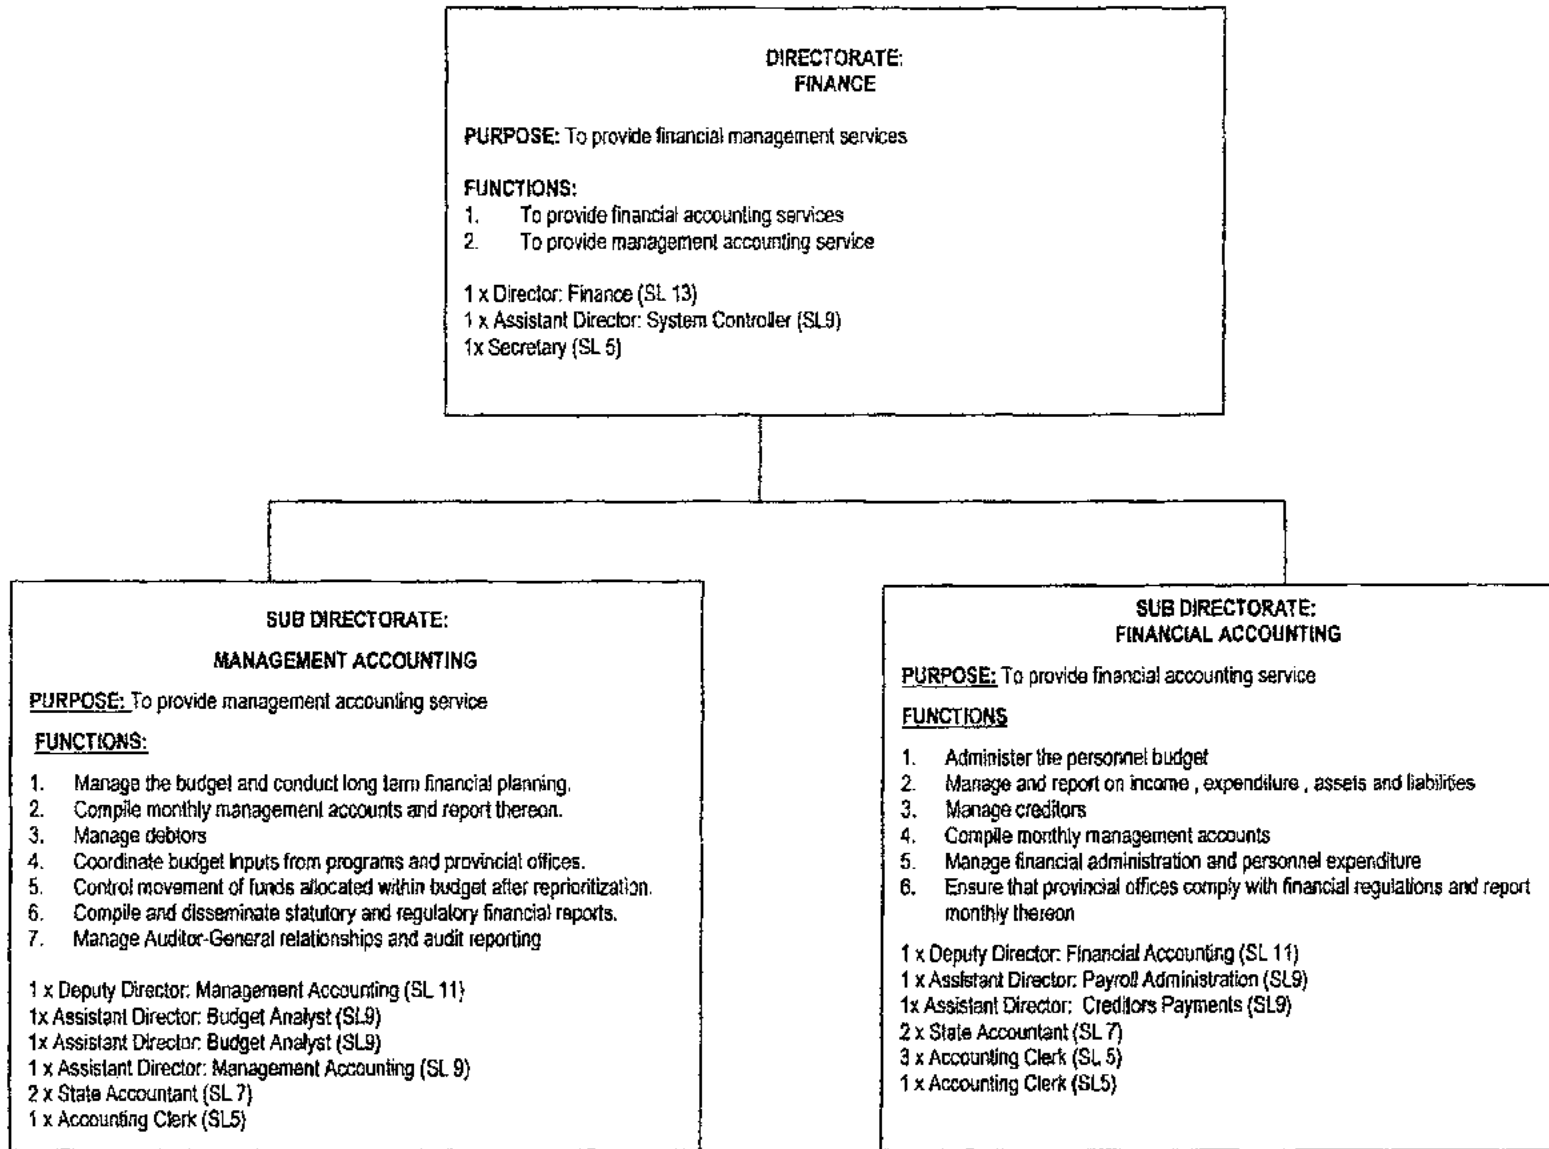 DIRECTORATE:
FINANCE
PURPOSE: To provide financial management services
FUNCTIONS:
1. To provide financial accounting services
2. To provide management accounting service
1 x Director: Finance (SL 13)
1 x Assistant Director: System Controller (SL9)
1x Secretary (SL 5)
SUB DIRECTORATE:
MANAGEMENT ACCOUNTING
PURPOSE: To provide management accounting service
FUNCTIONS:
1. Manage the budget and conduct long term financial planning.
2. Compile monthly management accounts and report thereon.
3. Manage debtors
4. Coordinate budget inputs from programs and provincial offices.
5. Control movement of funds allocated within budget after reprioritization.
6. Compile and disseminate statutory and regulatory financial reports.
7. Manage Auditor-General relationships and audit reporting
1 x Deputy Director: Management Accounting (SL 11)
1x Assistant Director: Budget Analyst (SL9)
1x Assistant Director: Budget Analyst (SL9)
1 x Assistant Director: Management Accounting (SL 9)
2 x State Accountant (SL 7)
1 x Accounting Clerk (SL5)
SUB DIRECTORATE:
FINANCIAL ACCOUNTING
PURPOSE: To provide financial accounting service
FUNCTIONS
1. Administer the personnel budget
2. Manage and report on income , expenditure , assets and liabilities
3. Manage creditors
4. Compile monthly management accounts
5. Manage financial administration and personnel expenditure
6. Ensure that provincial offices comply with financial regulations and report
monthly thereon
1 x Deputy Director: Financial Accounting (SL 11)
1 x Assistant Director: Payroll Administration (SL9)
1x Assistant Director: Creditors Payments (SL9)
2 x State Accountant (SL 7)
3 x Accounting Clerk (SL 5)
1 x Accounting Clerk (SL5)